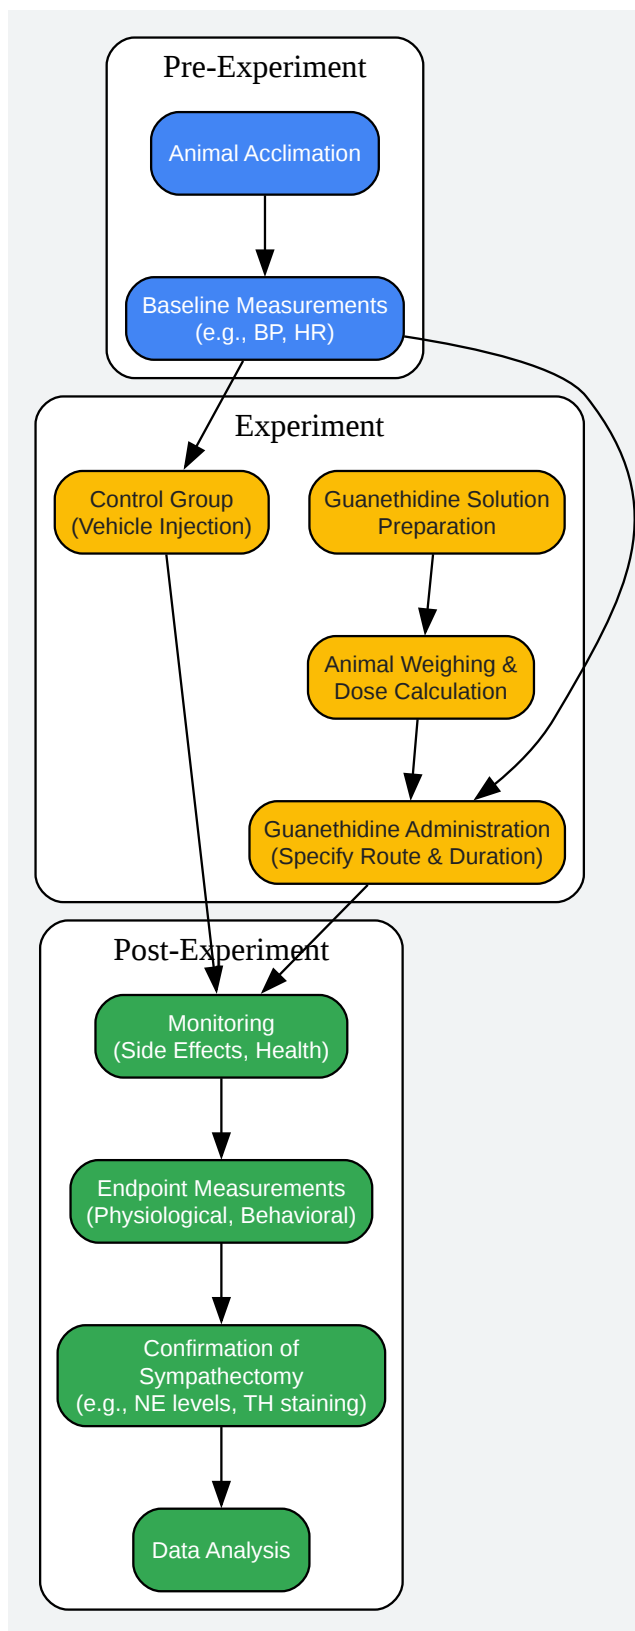 Pre-Experiment
Animal Acclimation
Baseline Measurements
(e.g., BP, HR)
Experiment
Control Group
(Vehicle Injection)
Guanethidine Solution
Preparation
Animal Weighing &
Dose Calculation
Guanethidine Administration
(Specify Route & Duration)
Post-Experiment
Monitoring
(Side Effects, Health)
Endpoint Measurements
(Physiological, Behavioral)
Confirmation of
Sympathectomy
(e.g., NE levels, TH staining)
Data Analysis